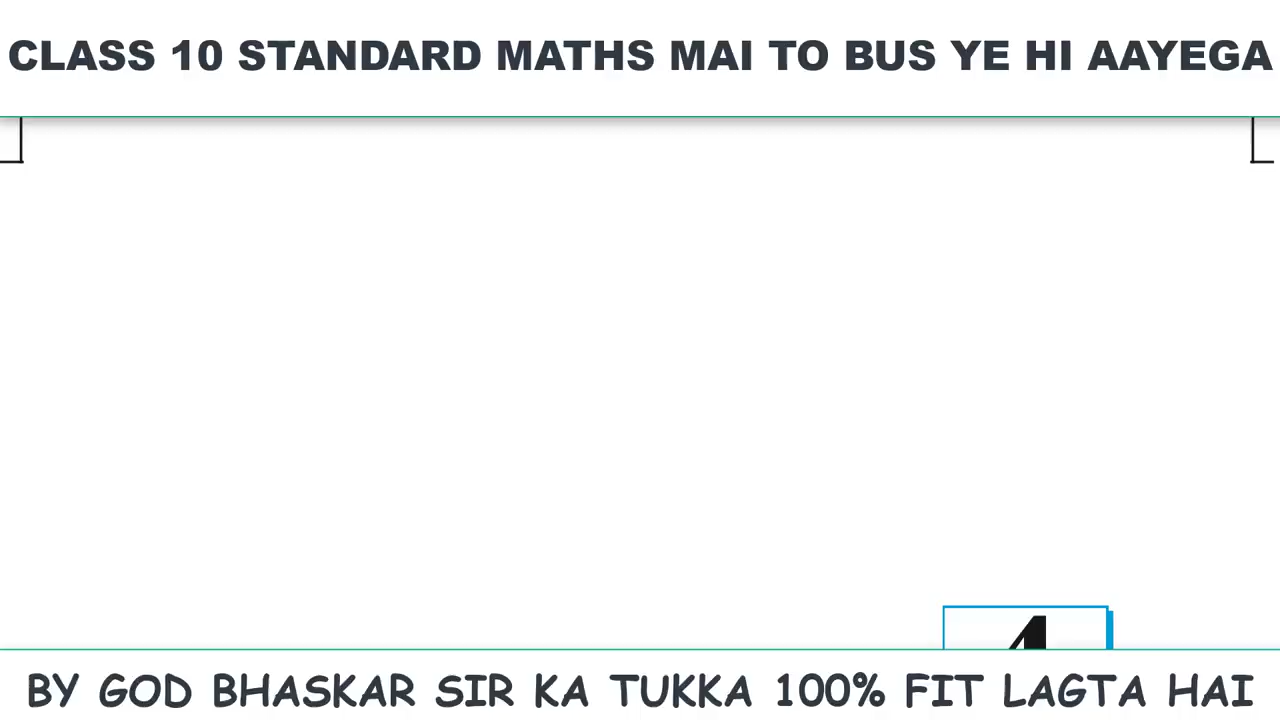 CLASS 10 STANDARD MATHS MAI TO BUS YE HI AAYEGA
4
BY GOD BHASKAR SIR KA TUKKA 100% FIT LAGTA HAI